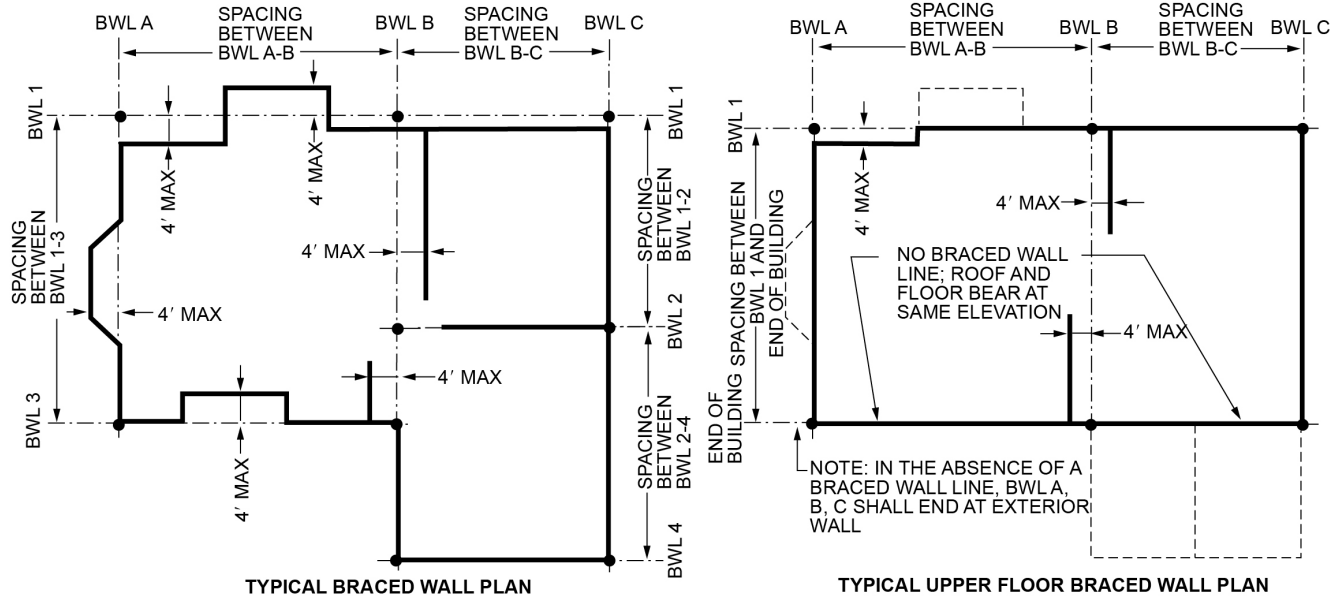 BWL A
SPACING
BETWEEN
BWL A-B
BWL B
SPACING
BETWEEN
BWL B-C
BWL C
BWL 1
BWL 1
4′ MAX
4′ MAX
SPACING
BETWEEN
BWL 1-3
SPACING
BETWEEN
BWL 1-2
4′ MAX
4′ MAX
BWL 2
4′ MAX
BWL 3
4′ MAX
SPACING
BETWEEN
BWL 2-4
BWL 4
TYPICAL BRACED WALL PLAN
BWL A
SPACING
BETWEEN
BWL A-B
BWL B
SPACING
BETWEEN
BWL B-C
BWL C
BWL 1
BWL 1
4′ MAX
4′ MAX
SPACING BETWEEN
BWL 1 AND
END OF BUILDING
NO BRACED WALL
LINE; ROOF AND
FLOOR BEAR AT
SAME ELEVATION
4′ MAX
END OF
BUILDING
NOTE: IN THE ABSENCE OF A
BRACED WALL LINE, BWL A,
B, C SHALL END AT EXTERIOR
WALL
TYPICAL UPPER FLOOR BRACED WALL PLAN